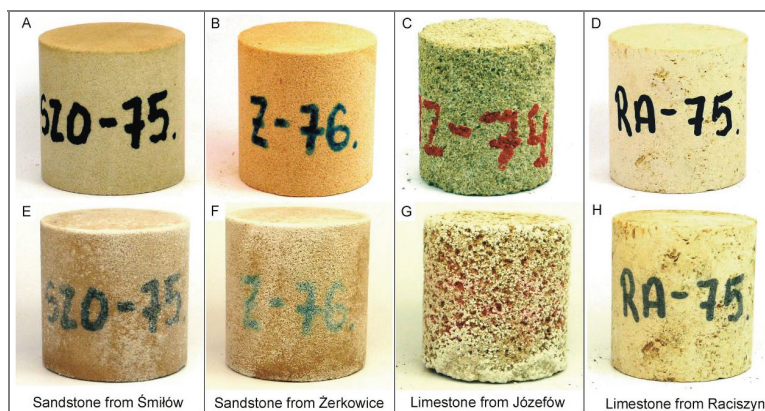 A
B
C
D
SZO-75.
Z-76.
Z-74
RA-75.
E
F
G
H
SZO-75.
Z-76.
RA-75.
Sandstone from Śmiłów
Sandstone from Żerkowice
Limestone from Józefów
Limestone from Raciszyn